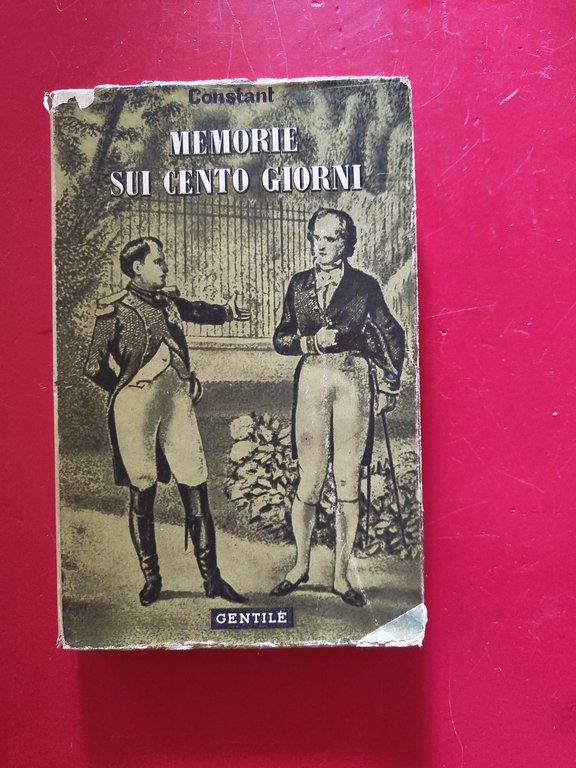 Constant
MEMORIE
SUI CENTO GIORNI
GENTILE